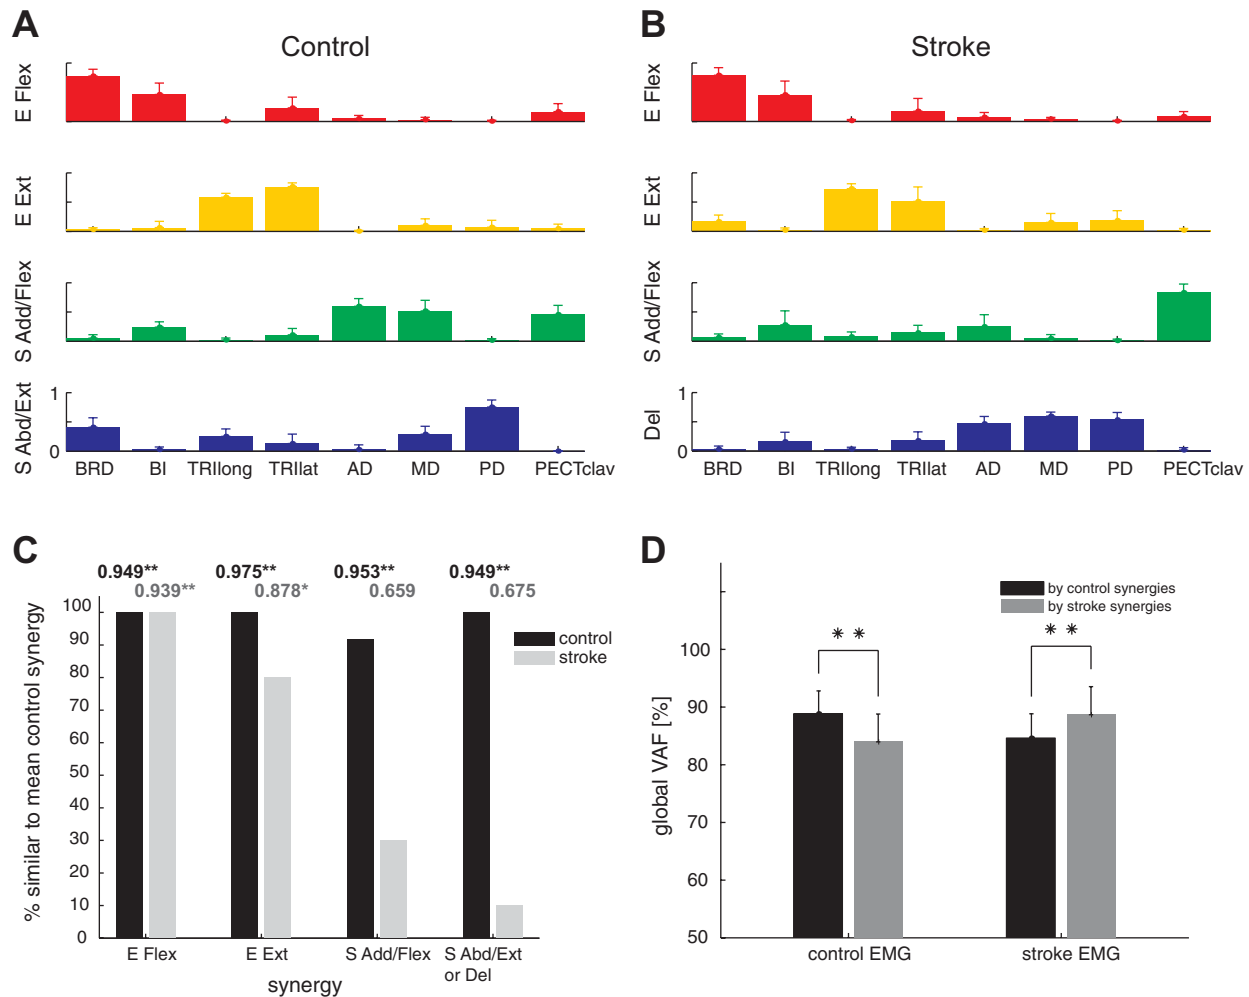 A
Control
E Flex
E Ext
S Add/Flex
S Abd/Ext
1
0
BRD BI TRIlong TRIlat AD MD PD PECTclav
B
Stroke
E Flex
E Ext
S Add/Flex
Del
1
0
BRD BI TRIlong TRIlat AD MD PD PECTclav
C
0.949** 0.975** 0.953** 0.949**
0.939** 0.878* 0.659 0.675
% similar to mean control synergy
100
90
80
70
60
50
40
30
20
10
0
control
stroke
E Flex E Ext S Add/Flex S Abd/Ext
or Del
synergy
D
by control synergies
by stroke synergies
* * * *
global VAF [%]
100
90
80
70
60
50
control EMG stroke EMG